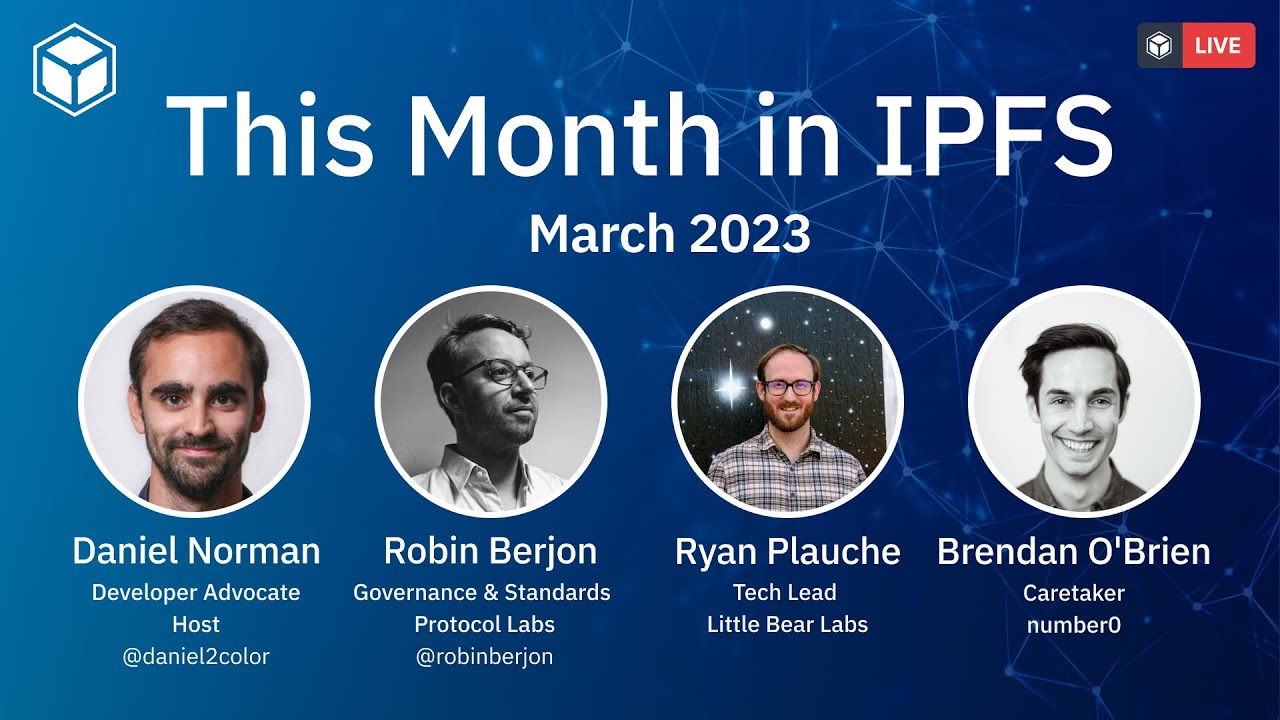 LIVE
This Month in IPFS
March 2023
Daniel Norman
Developer Advocate
Host
@daniel2color
Robin Berjon
Governance & Standards
Protocol Labs
@robinberjon
Ryan Plauche
Tech Lead
Little Bear Labs
Brendan O'Brien
Caretaker
number0